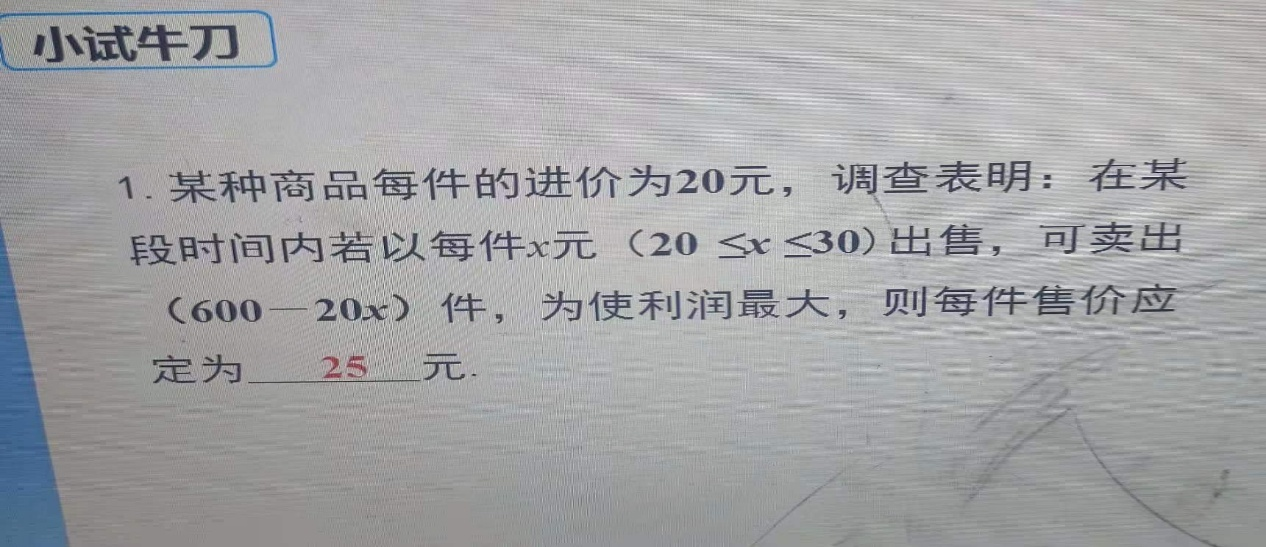 小试牛刀
1. 某种商品每件的进价为20元，调查表明：在某
段时间内若以每件x元（20 ≤x ≤30）出售，可卖出
（600－20x）件，为使利润最大，则每件售价应
定为 25 元.